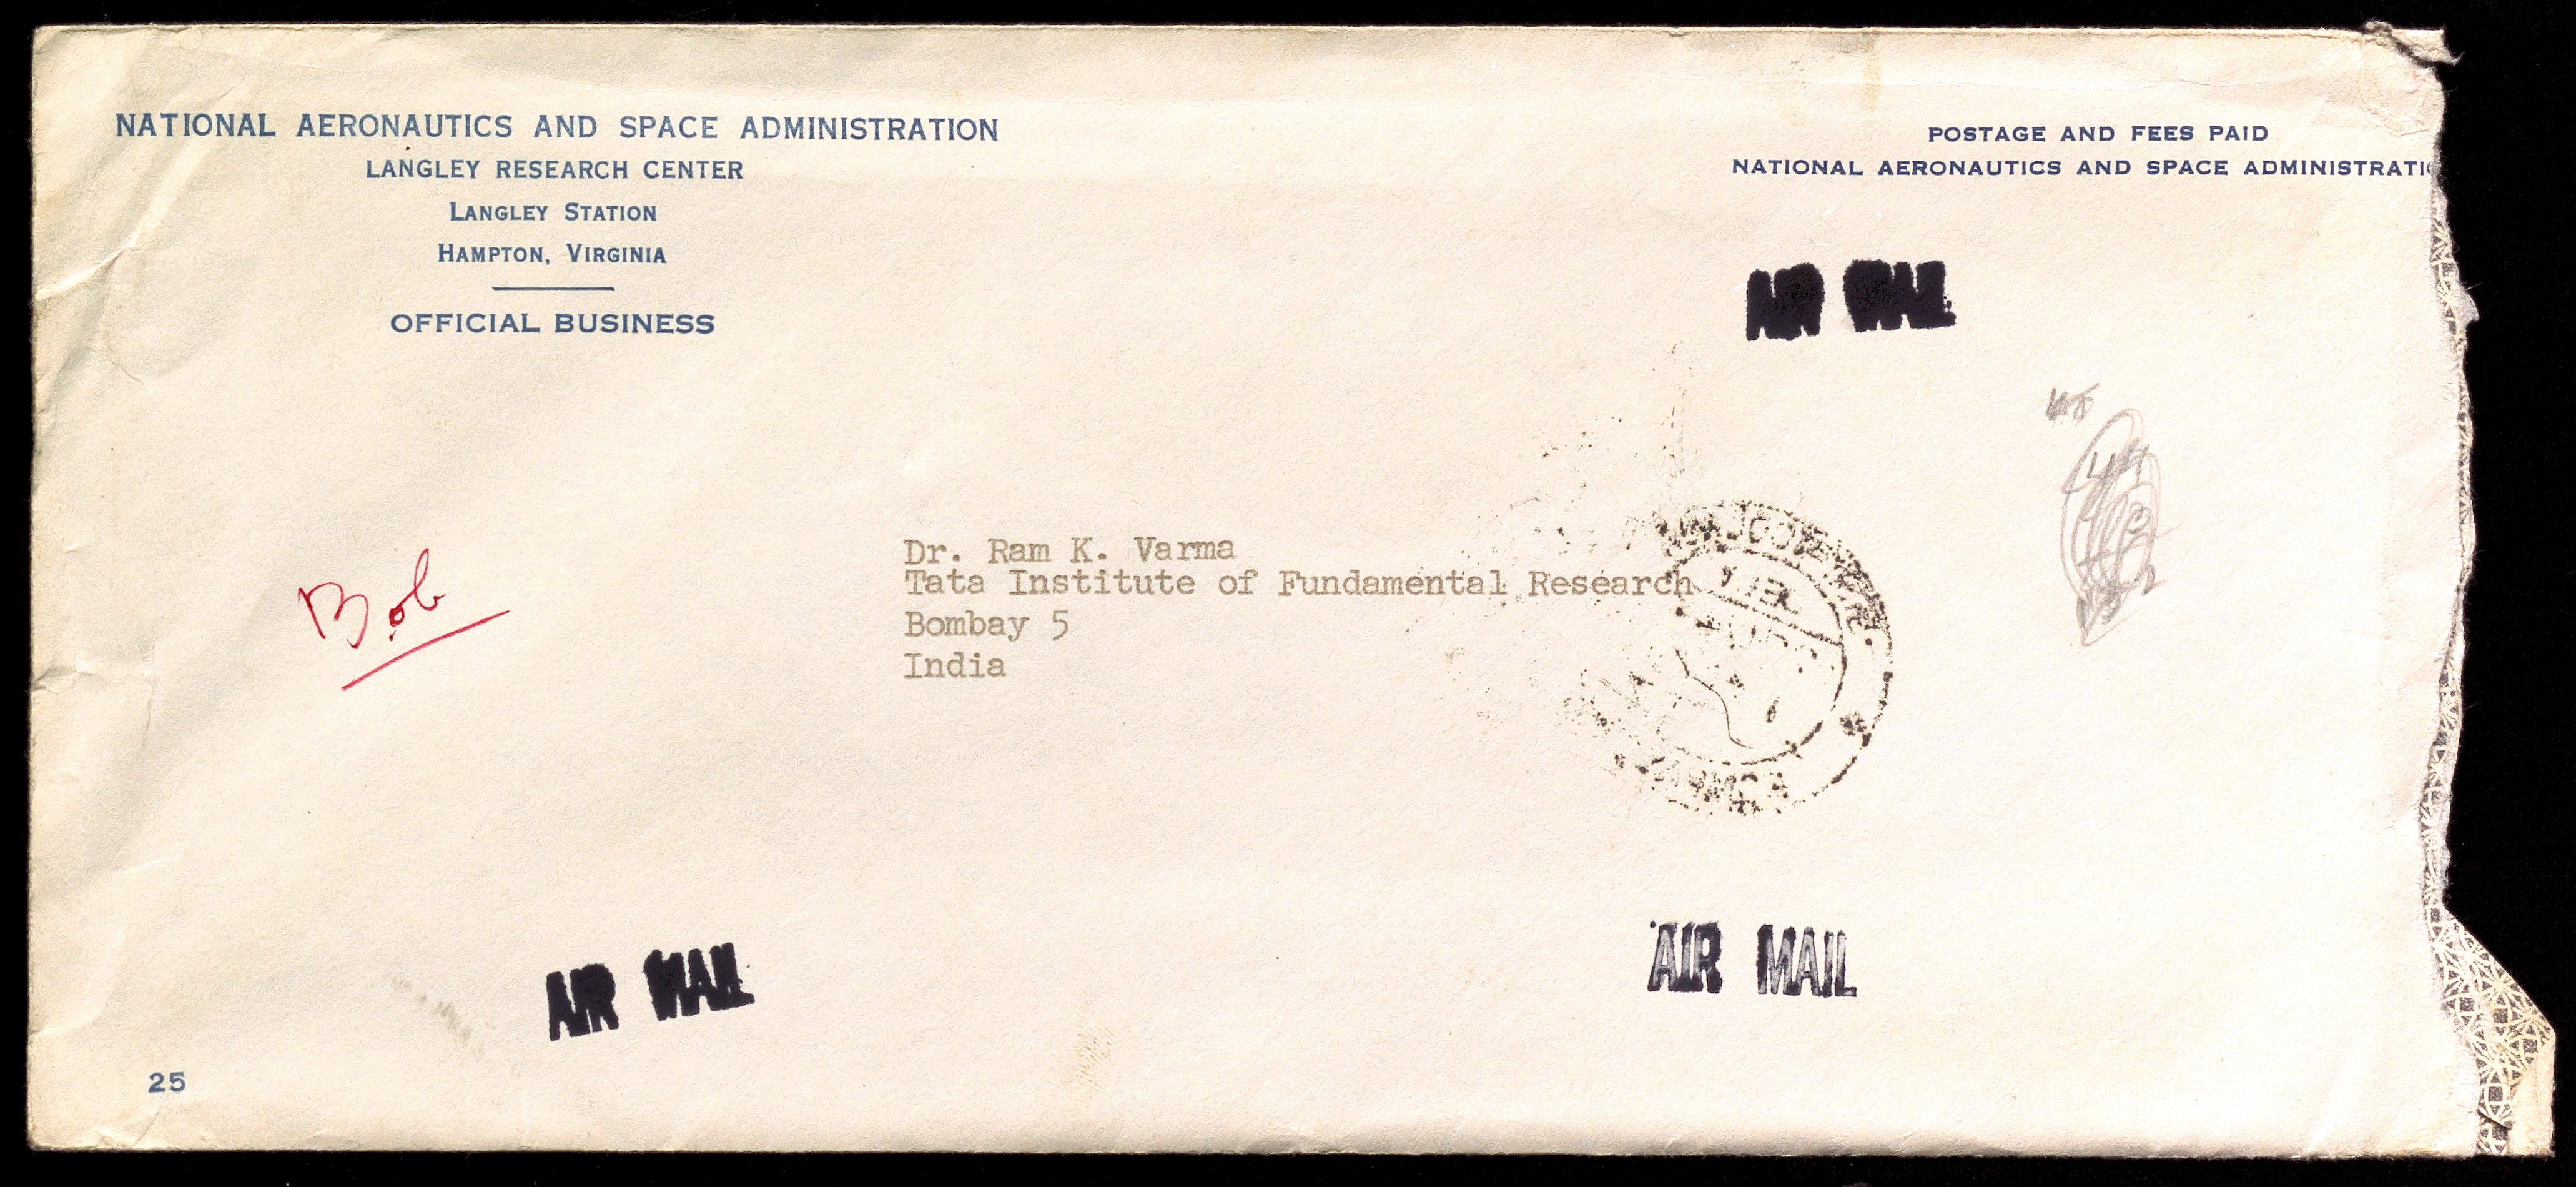 NATIONAL AERONAUTICS AND SPACE ADMINISTRATION
LANGLEY RESEARCH CENTER
LANGLEY STATION
HAMPTON, VIRGINIA
OFFICIAL BUSINESS
POSTAGE AND FEES PAID
NATIONAL AERONAUTICS AND SPACE ADMINISTRATI
AIR MAIL
Bob
Dr. Ram K. Varma
Tata Institute of Fundamental Research
Bombay 5
India
AIR MAIL
AIR MAIL
25